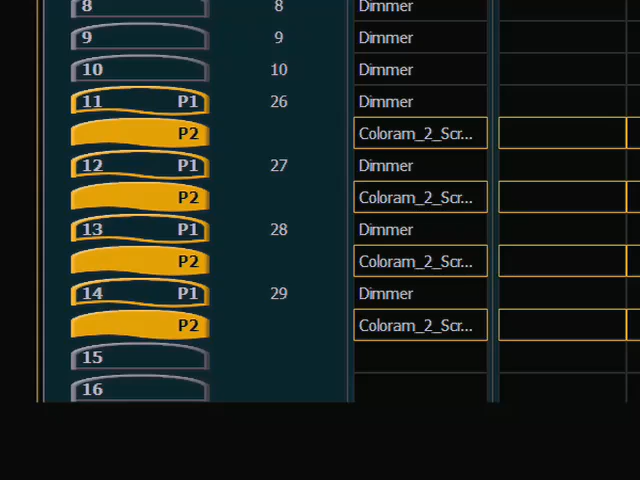 8 8 Dimmer
9 9 Dimmer
10 10 Dimmer
11 P1 26 Dimmer
P2 Coloram_2_Scr...
12 P1 27 Dimmer
P2 Coloram_2_Scr...
13 P1 28 Dimmer
P2 Coloram_2_Scr...
14 P1 29 Dimmer
P2 Coloram_2_Scr...
15
16